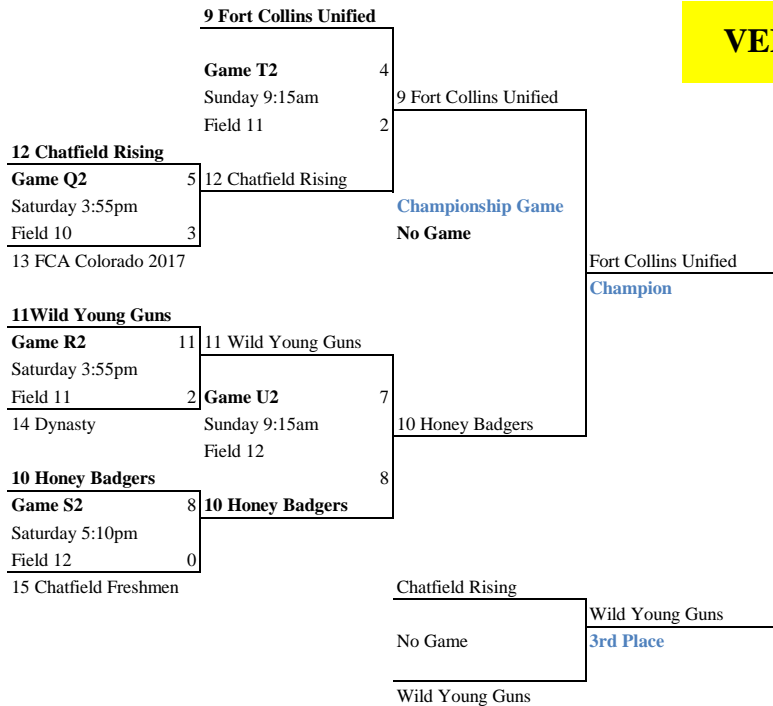 9 Fort Collins Unified
VE
Game T2 4
Sunday 9:15am 9 Fort Collins Unified
Field 11 2
12 Chatfield Rising
Game Q2 5 12 Chatfield Rising
Saturday 3:55pm Championship Game
Field 10 3 No Game
13 FCA Colorado 2017 Fort Collins Unified
Champion
11Wild Young Guns
Game R2 11 11 Wild Young Guns
Saturday 3:55pm
Field 11 2 Game U2 7
14 Dynasty Sunday 9:15am 10 Honey Badgers
Field 12
10 Honey Badgers 8
Game S2 8 10 Honey Badgers
Saturday 5:10pm
Field 12 0
15 Chatfield Freshmen Chatfield Rising
Wild Young Guns
No Game 3rd Place
Wild Young Guns